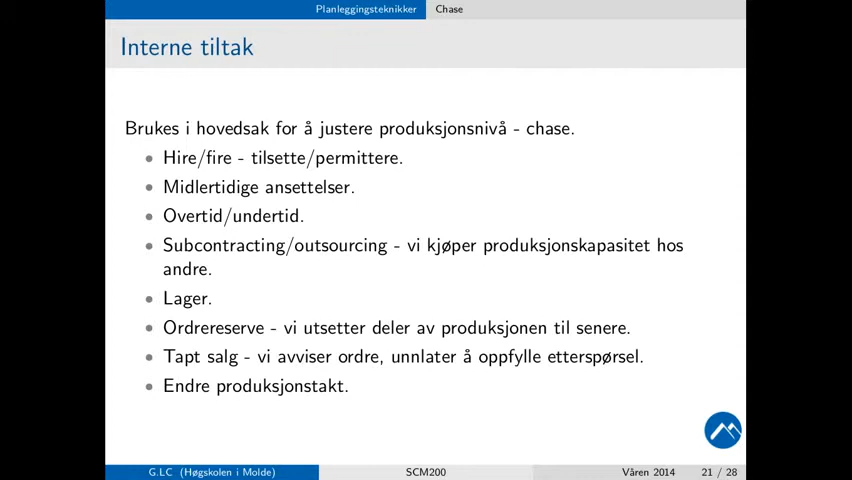 Planleggingsteknikker Chase
Interne tiltak
Brukes i hovedsak for å justere produksjonsnivå - chase.
Hire/fire - tilsette/permittere.
Midlertidige ansettelser.
Overtid/undertid.
Subcontracting/outsourcing - vi kjøper produksjonskapasitet hos
andre.
Lager.
Ordrereserve - vi utsetter deler av produksjonen til senere.
Tapt salg - vi avviser ordre, unnlater å oppfylle etterspørsel.
Endre produksjonstakt.
G.LC (Høgskolen i Molde) SCM200 Våren 2014 21 / 28